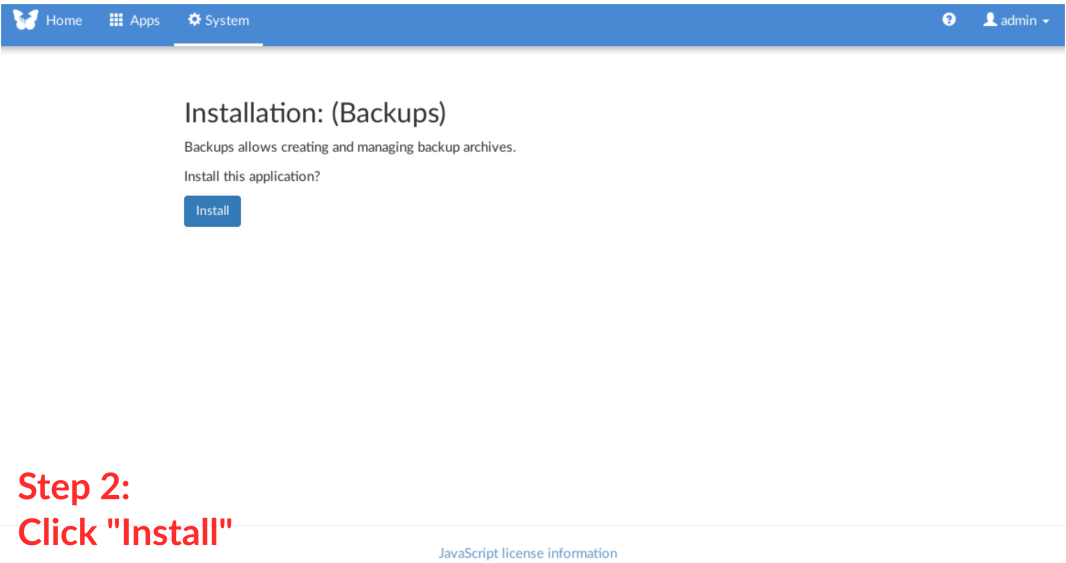 Home Apps System admin
Installation: (Backups)
Backups allows creating and managing backup archives.
Install this application?
Install
Step 2:
Click "Install"
JavaScript license information